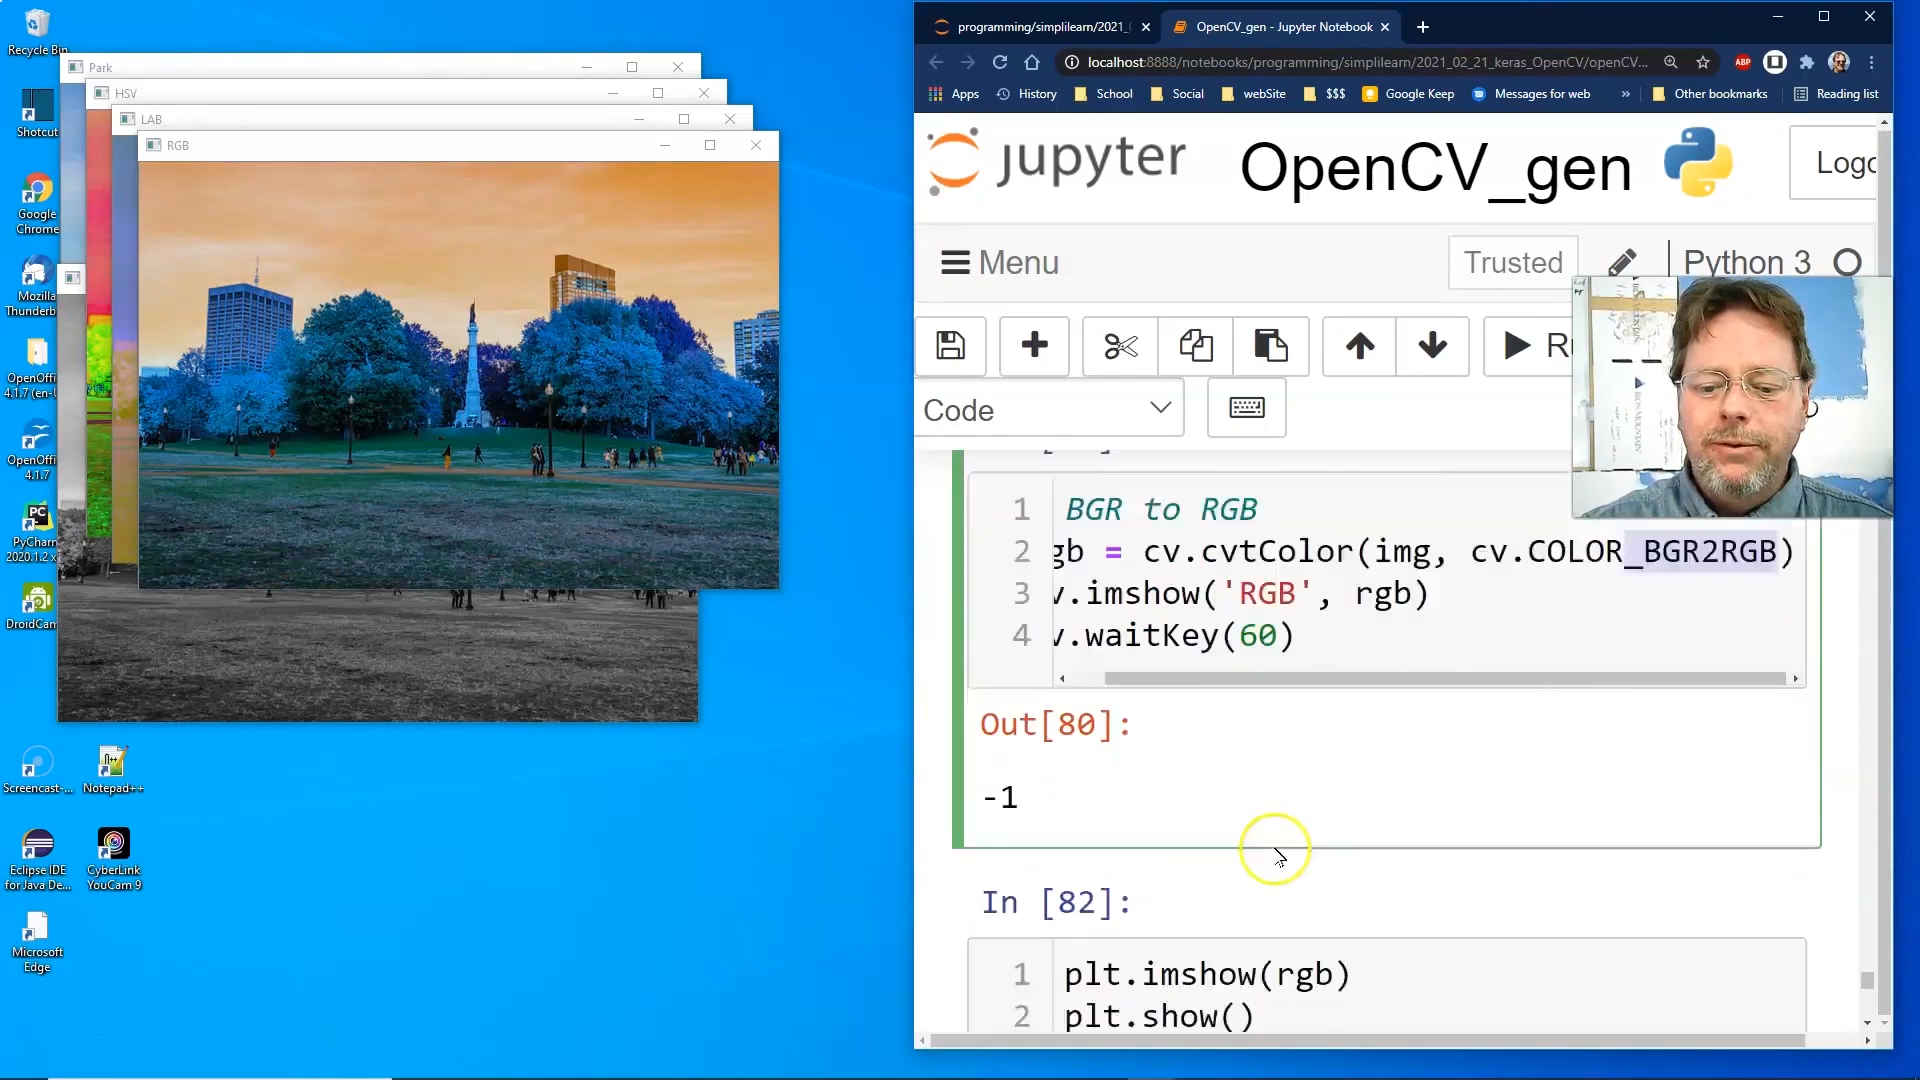 Recycle Bin
Park
HSV
LAB
RGB
Shotcut
Google
Chrome
Mozilla
Thunderb
OpenOffi
4.1.7 (en-U
OpenOffi
4.1.7
PyCharm
2020.1.2 x
DroidCam
Screencast-...
Notepad++
Eclipse IDE
for Java De...
CyberLink
YouCam 9
Microsoft
Edge
programming/simplilearn/2021_
OpenCV_gen - Jupyter Notebook
localhost:8888/notebooks/programming/simplilearn/2021_02_21_keras_OpenCV/openCV...
ABP
Apps History School Social webSite $$$ Google Keep Messages for web » Other bookmarks Reading list
jupyter OpenCV_gen Logo
Menu Trusted Python 3
Code
1 BGR to RGB
2 gb = cv.cvtColor(img, cv.COLOR_BGR2RGB)
3 v.imshow('RGB', rgb)
4 v.waitKey(60)
Out[80]:
-1
In [82]:
1 plt.imshow(rgb)
2 plt.show()